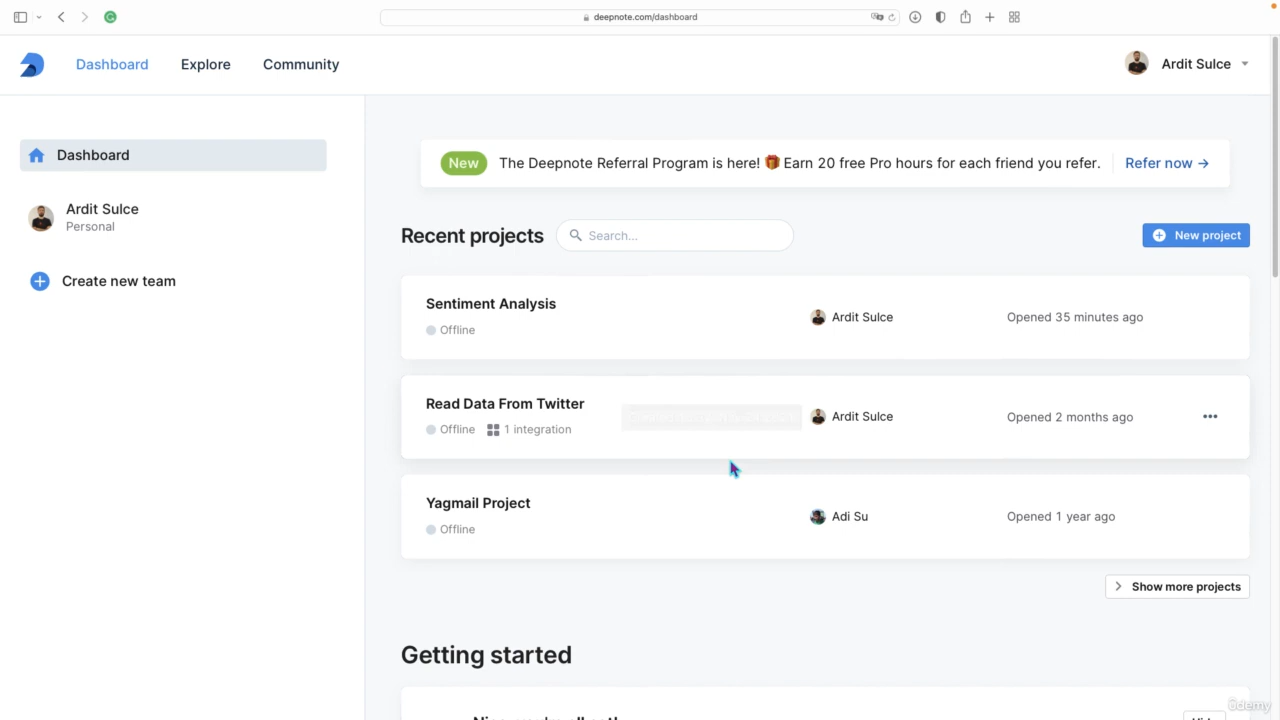 deepnote.com/dashboard
Dashboard
Explore
Community
Ardit Sulce
Dashboard
Ardit Sulce
Personal
Create new team
New
The Deepnote Referral Program is here! 🎁 Earn 20 free Pro hours for each friend you refer.
Refer now →
Recent projects
Search...
New project
Sentiment Analysis
Offline
Ardit Sulce
Opened 35 minutes ago
Read Data From Twitter
Offline
1 integration
Ardit Sulce
Opened 2 months ago
Yagmail Project
Offline
Adi Su
Opened 1 year ago
Show more projects
Getting started